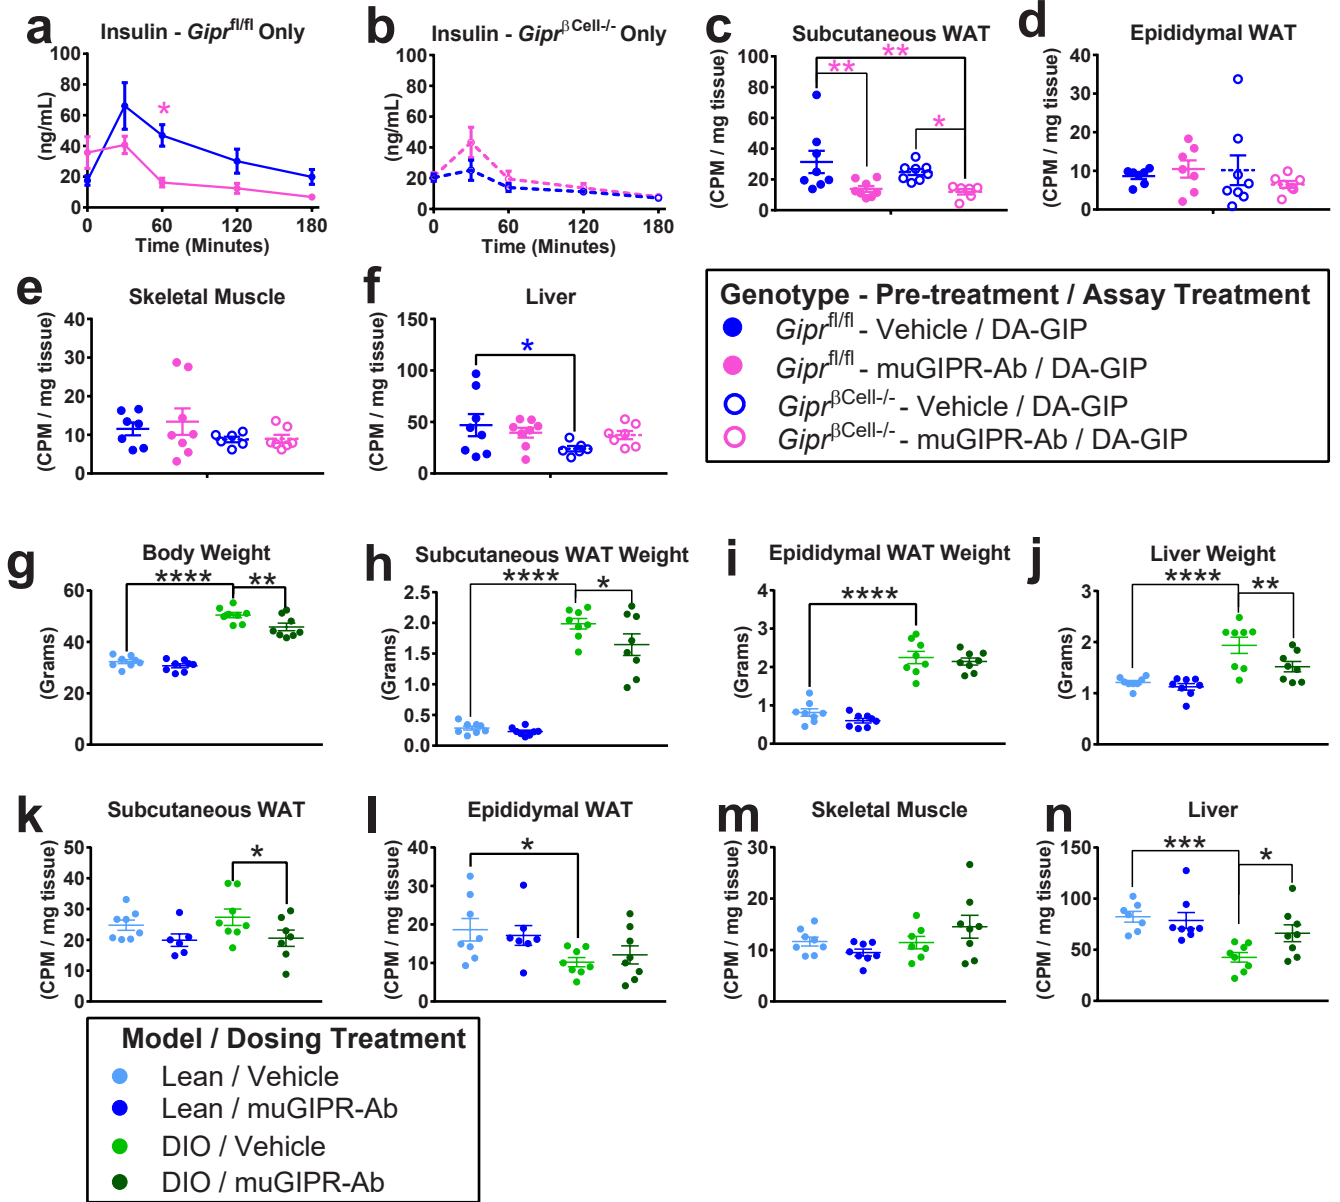 a
Insulin - Gipr^fl/fl Only
(ng/mL)
100
80
60
40
20
0
*
0 60 120 180
Time (Minutes)
b
Insulin - Gipr^βCell-/- Only
(ng/mL)
100
80
60
40
20
0
0 60 120 180
Time (Minutes)
c
Subcutaneous WAT
(CPM / mg tissue)
100
80
60
40
20
0
**
**
*
d
Epididymal WAT
(CPM / mg tissue)
40
30
20
10
0
e
Skeletal Muscle
(CPM / mg tissue)
40
30
20
10
0
f
Liver
(CPM / mg tissue)
150
100
50
0
*
Genotype - Pre-treatment / Assay Treatment
Gipr^fl/fl - Vehicle / DA-GIP
Gipr^fl/fl - muGIPR-Ab / DA-GIP
Gipr^βCell-/- - Vehicle / DA-GIP
Gipr^βCell-/- - muGIPR-Ab / DA-GIP
g
Body Weight
(Grams)
60
40
20
0
****
**
h
Subcutaneous WAT Weight
(Grams)
2.5
2.0
1.5
1.0
0.5
0.0
****
*
i
Epididymal WAT Weight
(Grams)
4
3
2
1
0
****
j
Liver Weight
(Grams)
3
2
1
0
****
**
k
Subcutaneous WAT
(CPM / mg tissue)
50
40
30
20
10
0
*
l
Epididymal WAT
(CPM / mg tissue)
40
30
20
10
0
*
m
Skeletal Muscle
(CPM / mg tissue)
30
20
10
0
n
Liver
(CPM / mg tissue)
150
100
50
0
***
*
Model / Dosing Treatment
Lean / Vehicle
Lean / muGIPR-Ab
DIO / Vehicle
DIO / muGIPR-Ab